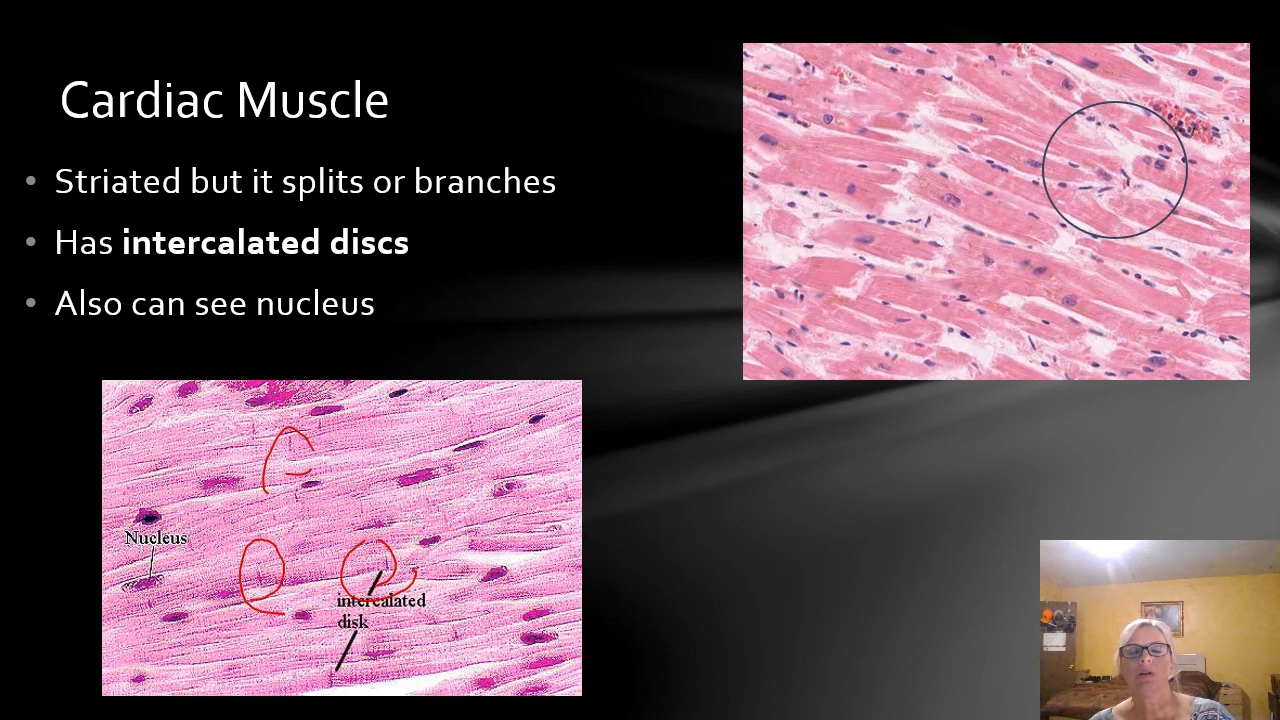 Cardiac Muscle
• Striated but it splits or branches
• Has intercalated discs
• Also can see nucleus
Nucleus
intercalated
disk